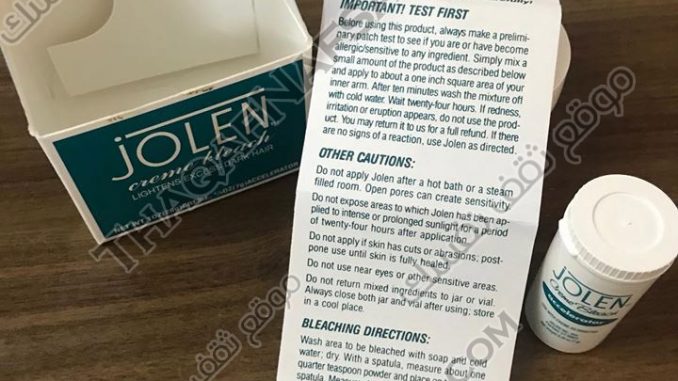 IMPORTANT! TEST FIRST
Before using this product, always make a prelimi-
nary patch test to see if you are or have become
allergic/sensitive to any ingredient. Simply mix a
small amount of the product as described below
and apply to about a one inch square area of your
inner arm. After ten minutes wash the mixture off
with cold water. Wait twenty-four hours. If redness,
irritation or eruption appears, do not use the prod-
uct. You may return it to us for a full refund. If there
are no signs of a reaction, use Jolen as directed.
OTHER CAUTIONS:
Do not apply Jolen after a hot bath or a steam
filled room. Open pores can create sensitivity.
Do not expose areas to which Jolen has been ap-
plied to intense or prolonged sunlight for a period
of twenty-four hours after application.
Do not apply if skin has cuts or abrasions; post-
pone use until skin is fully healed.
Do not use near eyes or other sensitive areas.
Do not return mixed ingredients to jar or vial.
Always close both jar and vial after using; store
in a cool place.
BLEACHING DIRECTIONS:
Wash area to be bleached with soap and cold
water; dry. With a spatula, measure about one
quarter teaspoon powder and place on
spatula.
JOLEN
creme bleach
LIGHTENS EXCESS DARK HAIR
JOLEN
Creme Bleach
accelerator
موقع ثقف نفسك